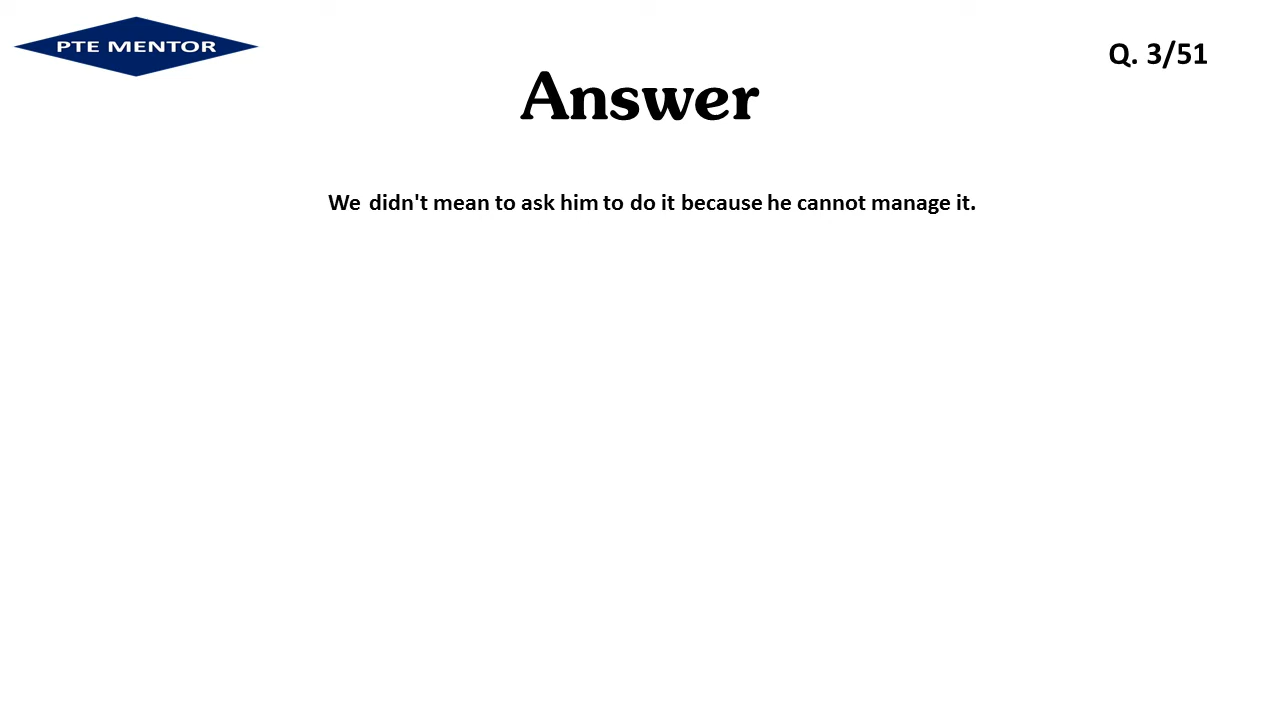 PTE MENTOR
Q. 3/51
Answer
We didn't mean to ask him to do it because he cannot manage it.